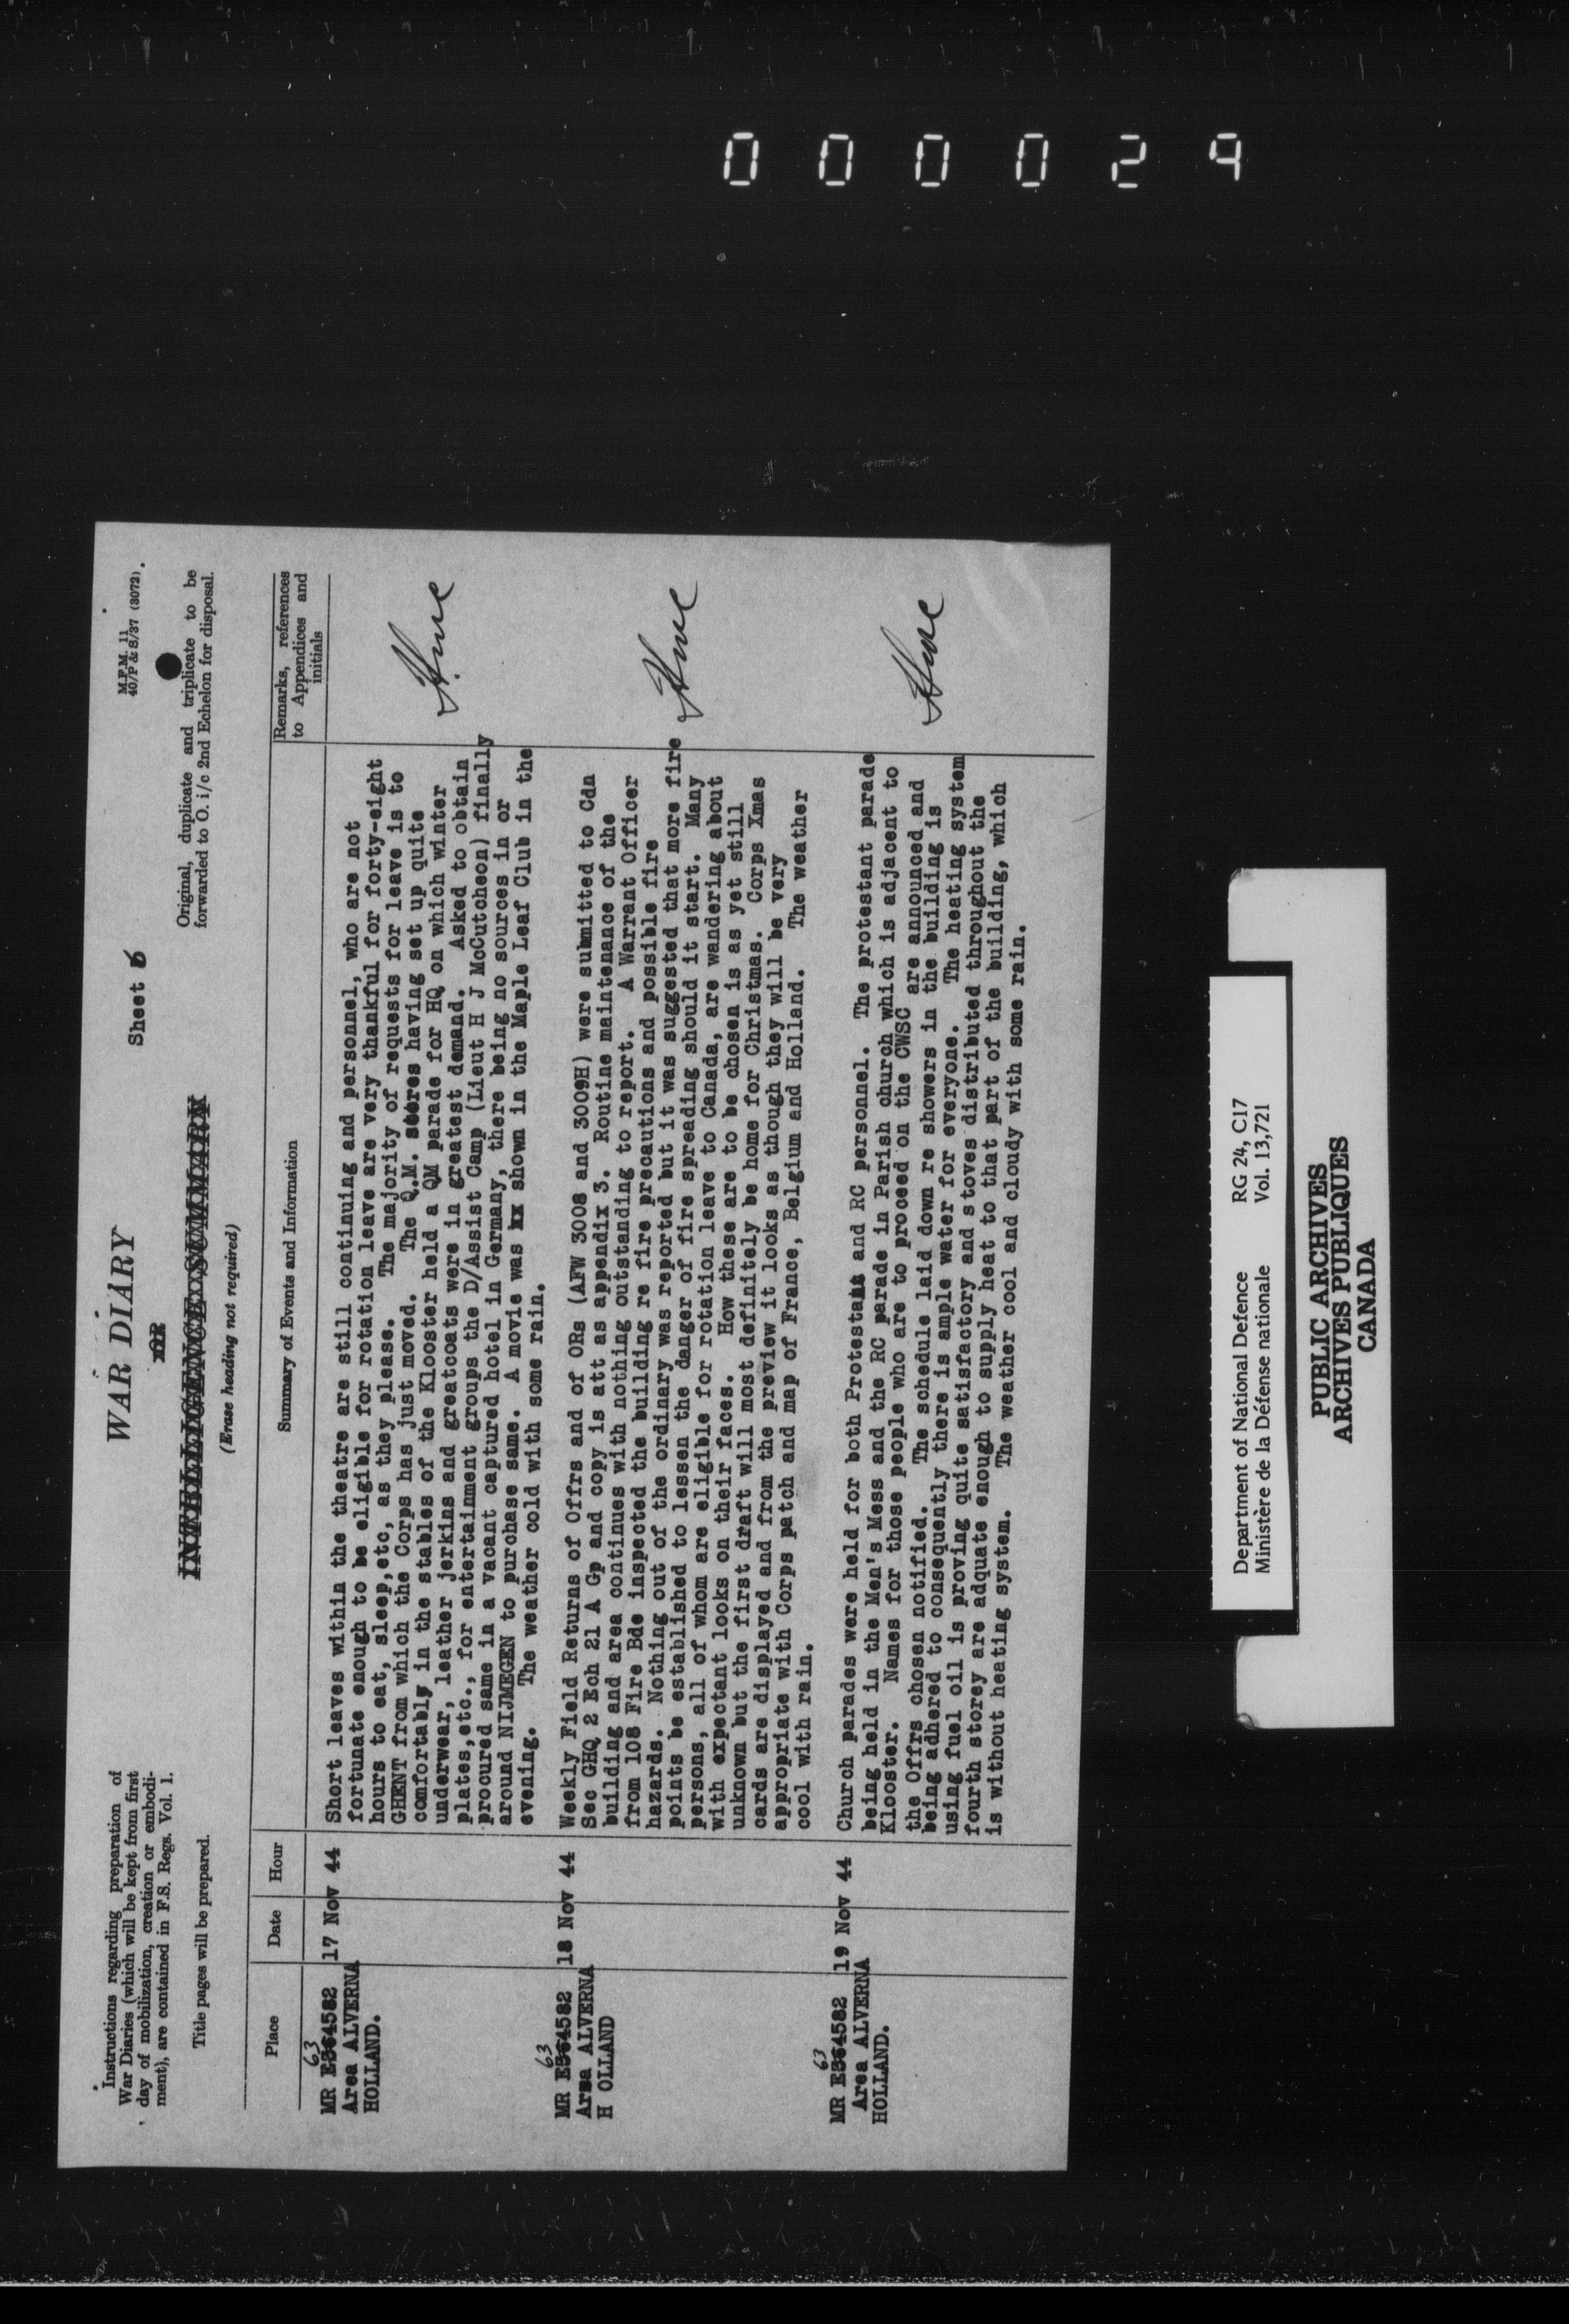 000029
Instructions regarding preparation of
War Diaries (which will be kept from first
day of mobilization, creation or embodi-
ment), are contained in F.S. Regs. Vol. 1.
Title pages will be prepared.
WAR DIARY
OR
INTELLIGENCE SUMMARY
(Erase heading not required)
Sheet 5
M.F.M. 11
40/P & S/37 (3072).
Original, duplicate and triplicate to be
forwarded to O. i/c 2nd Echelon for disposal.
Place Date Hour Summary of Events and Information Remarks, references
to Appendices and
initials
63
MR E364582 17 Nov 44
Area ALVERNA
HOLLAND.
Short leaves within the theatre are still continuing and personnel, who are not
fortunate enough to be eligible for rotation leave are very thankful for forty-eight
hours to eat, sleep,etc, as they please. The majority of requests for leave is to
GHENT from which the Corps has just moved. The Q.M. stores having set up quite
comfortably in the stables of the Klooster held a QM parade for HQ on which winter
underwear, leather jerkins and greatcoats were in greatest demand. Asked to obtain
plates,etc., for entertainment groups the D/Assist Camp (Lieut H J McCutcheon) finally
procured same in a vacant captured hotel in Germany, there being no sources in or
around NIJMEGEN to purchase same. A movie was xx shown in the Maple Leaf Club in the
evening. The weather cold with some rain.
63
MR E364582 18 Nov 44
Area ALVERNA
H OLLAND
Weekly Field Returns of Offrs and of ORs (AFW 3008 and 3009H) were submitted to Cdn
Sec GHQ 2 Ech 21 A Gp and copy is att as appendix 3. Routine maintenance of the
building and area continues with nothing outstanding to report. A Warrant Officer
from 108 Fire Bde inspected the building re fire precautions and possible fire
hazards. Nothing out of the ordinary was reported but it was suggested that more fire
points be established to lessen the danger of fire spreading should it start. Many
persons, all of whom are eligible for rotation leave to Canada, are wandering about
with expectant looks on their faces. How these are to be chosen is as yet still
unknown but the first draft will most definitely be home for Christmas. Corps Xmas
cards are displayed and from the preview it looks as though they will be very
appropriate with Corps patch and map of France, Belgium and Holland. The weather
cool with rain.
63
MR E364582 19 Nov 44
Area ALVERNA
HOLLAND.
Church parades were held for both Protestant and RC personnel. The protestant parade
being held in the Men's Mess and the RC parade in Parish church which is adjacent to
Klooster. Names for those people who are to proceed on the CWSC are announced and
the Offrs chosen notified. The schedule laid down re showers in the building is
being adhered to consequently there is ample water for everyone. The heating system
using fuel oil is proving quite satisfactory and stoves distributed throughout the
fourth storey are adquate enough to supply heat to that part of the building, which
is without heating system. The weather cool and cloudy with some rain.
Department of National Defence RG 24, C17
Ministère de la Défense nationale Vol. 13,721
PUBLIC ARCHIVES
ARCHIVES PUBLIQUES
CANADA